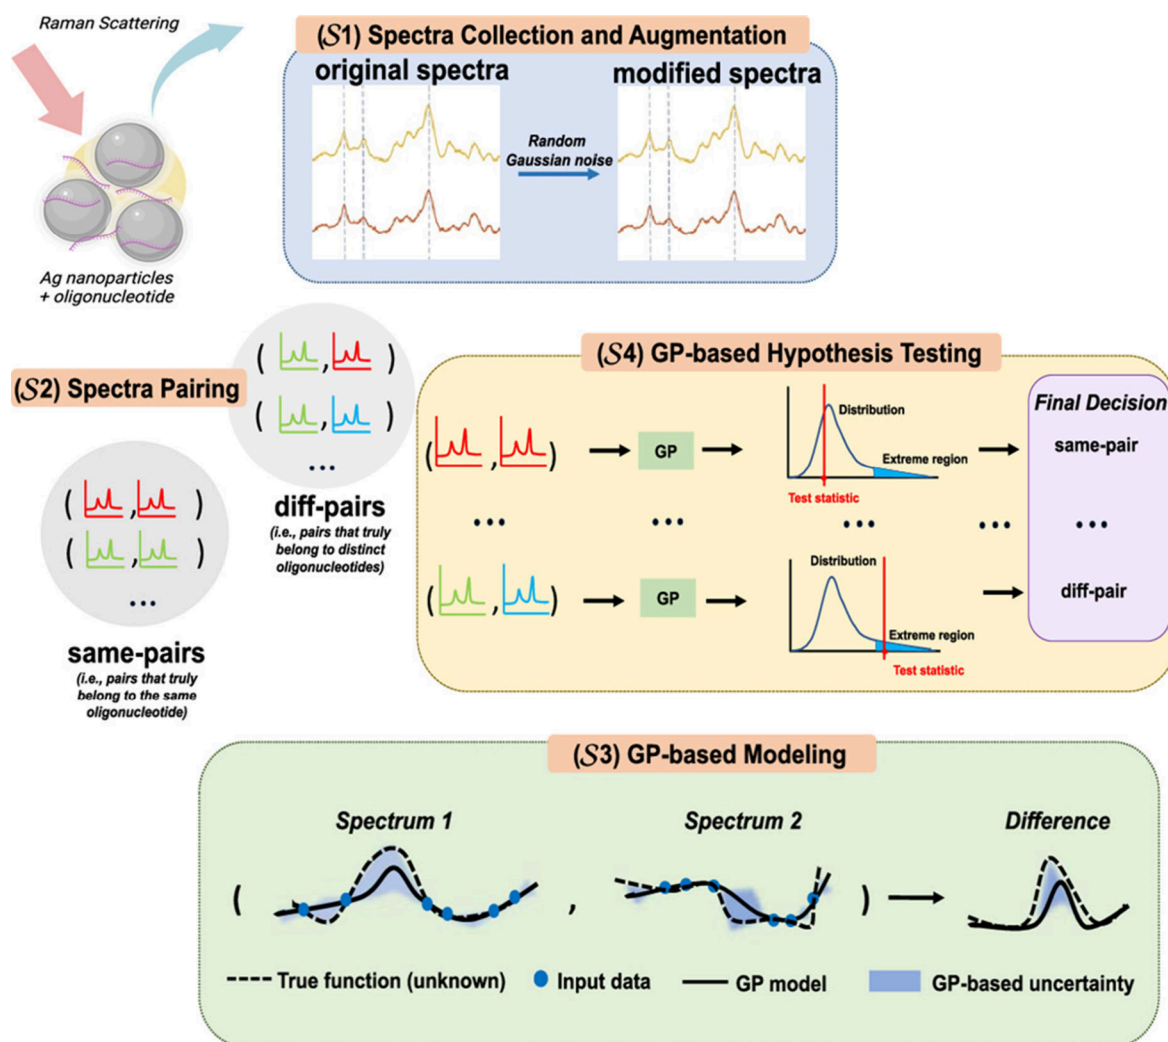 Raman Scattering
Ag nanoparticles
+ oligonucleotide
(S1) Spectra Collection and Augmentation
original spectra
modified spectra
Random
Gaussian noise
(S2) Spectra Pairing
( , )
( , )
...
diff-pairs
(i.e., pairs that truly
belong to distinct
oligonucleotides)
( , )
( , )
...
same-pairs
(i.e., pairs that truly
belong to the same
oligonucleotide)
(S4) GP-based Hypothesis Testing
( , )
GP
Distribution
Extreme region
Test statistic
Final Decision
same-pair
... ... ... ... ...
( , )
GP
Distribution
Extreme region
Test statistic
diff-pair
(S3) GP-based Modeling
Spectrum 1
Spectrum 2
Difference
( , )
True function (unknown)
Input data
GP model
GP-based uncertainty